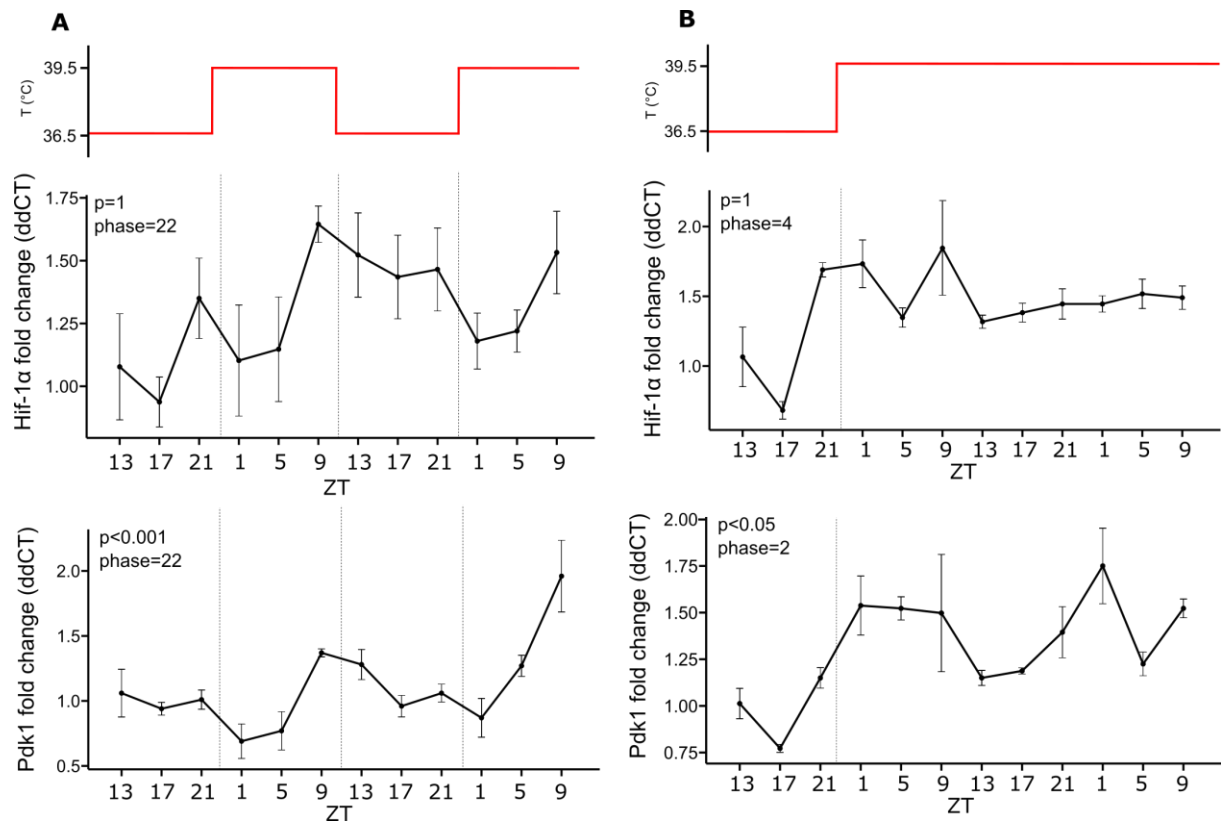 A
T (°C)
39.5
36.5
Hif-1α fold change (ddCT)
p=1
phase=22
1.75
1.50
1.25
1.00
13 17 21 1 5 9 13 17 21 1 5 9
ZT
Pdk1 fold change (ddCT)
p<0.001
phase=22
2.0
1.5
1.0
0.5
13 17 21 1 5 9 13 17 21 1 5 9
ZT
B
T (°C)
39.5
36.5
Hif-1α fold change (ddCT)
p=1
phase=4
2.0
1.5
1.0
13 17 21 1 5 9 13 17 21 1 5 9
ZT
Pdk1 fold change (ddCT)
p<0.05
phase=2
2.00
1.75
1.50
1.25
1.00
0.75
13 17 21 1 5 9 13 17 21 1 5 9
ZT